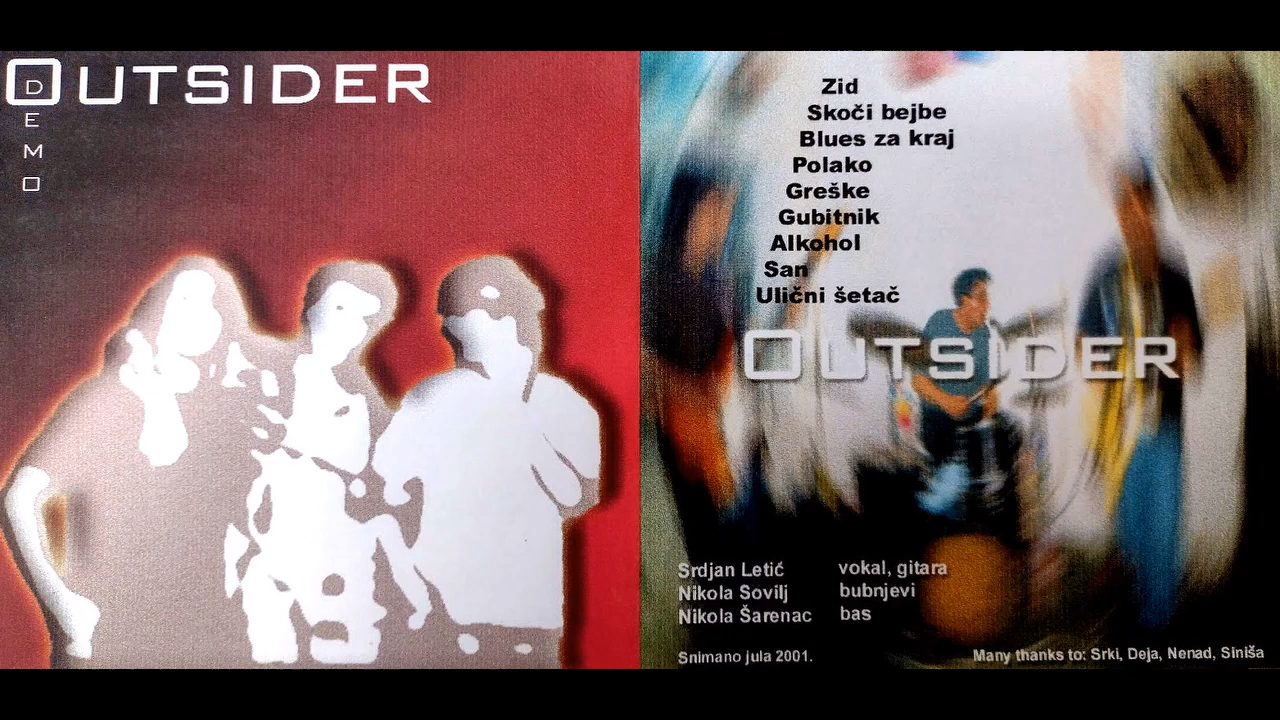 OUTSIDER
DEMO
Zid
Skoči bejbe
Blues za kraj
Polako
Greške
Gubitnik
Alkohol
San
Ulični šetač
OUTSIDER
Srdjan Letić vokal, gitara
Nikola Sovilj bubnjevi
Nikola Šarenac bas
Snimano jula 2001. Many thanks to: Srki, Deja, Nenad, Siniša